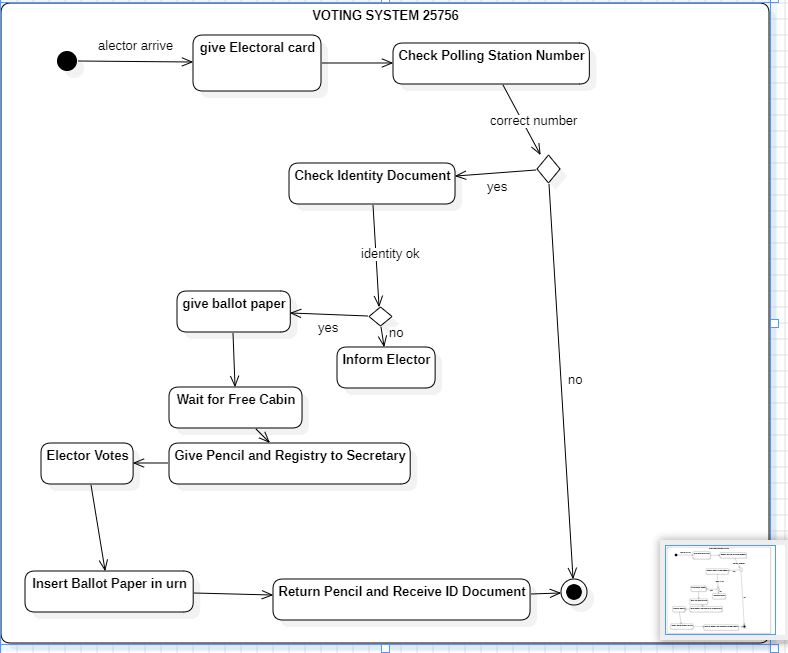 VOTING SYSTEM 25756
alector arrive
give Electoral card
Check Polling Station Number
correct number
Check Identity Document
yes
identity ok
give ballot paper
yes
no
Inform Elector
no
Wait for Free Cabin
Elector Votes
Give Pencil and Registry to Secretary
Insert Ballot Paper in urn
Return Pencil and Receive ID Document